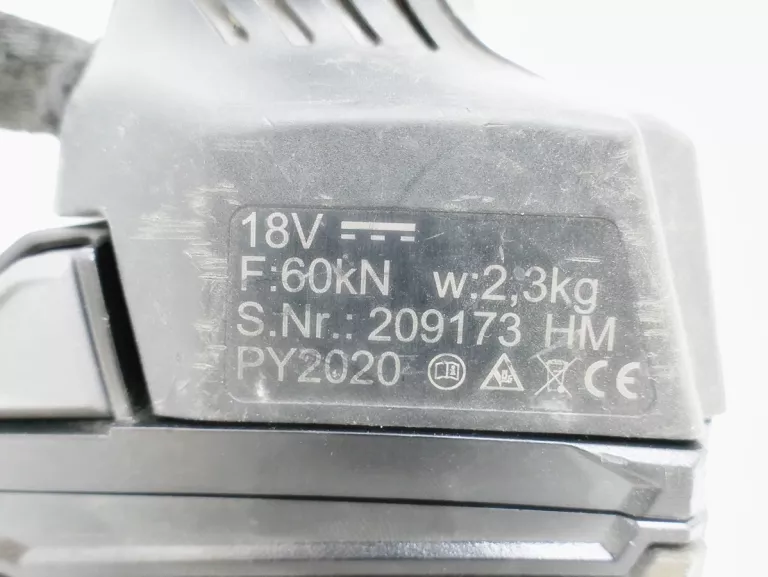 18V
F:60kN w:2,3kg
S.Nr.: 209173 HM
PY2020 CE